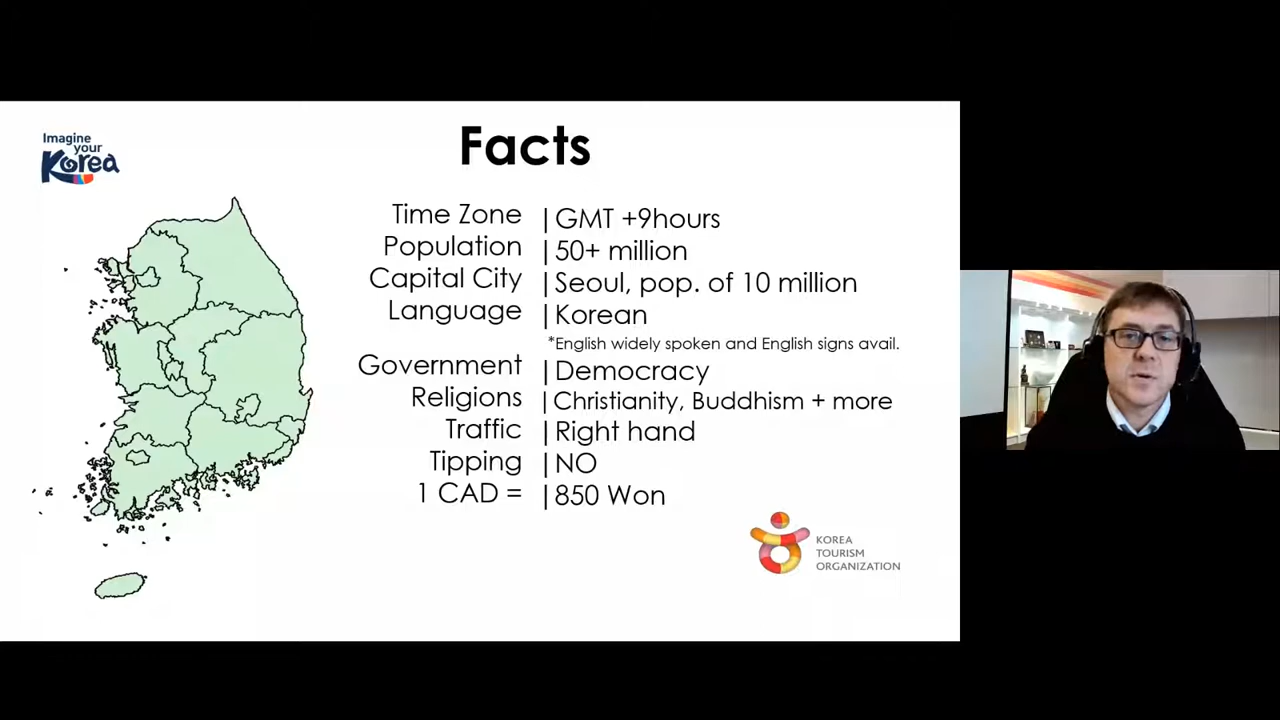 Imagine
your
Korea
Facts
Time Zone | GMT +9hours
Population | 50+ million
Capital City | Seoul, pop. of 10 million
Language | Korean
*English widely spoken and English signs avail.
Government | Democracy
Religions | Christianity, Buddhism + more
Traffic | Right hand
Tipping | NO
1 CAD = | 850 Won
KOREA
TOURISM
ORGANIZATION